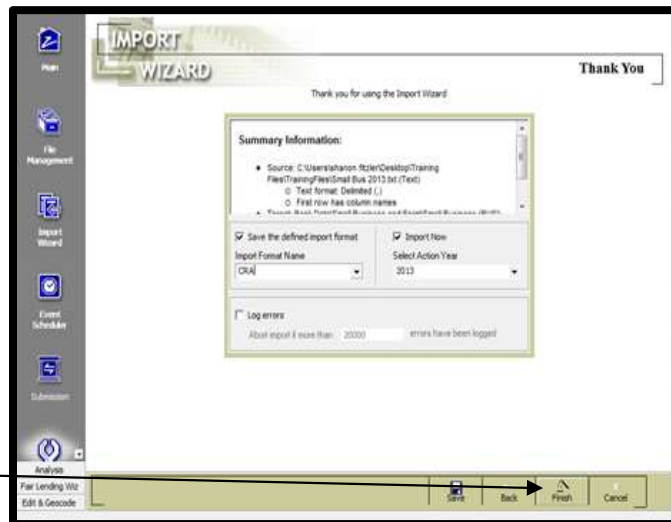 IMPORT
WIZARD
Thank You
Thank you for using the Import Wizard
Main
File
Management
Import
Wizard
Event
Scheduler
Submission
Analysis
Fair Lending Wiz
Edit & Geocode
Summary Information:
Source: C:\Users\shanon.fitzler\Desktop\Training
Files\TrainingFiles\Small Bus 2013.txt (Text)
Text format: Delimited (,)
First row has column names
Save the defined import format
Import Now
Import Format Name
Select Action Year
CRA
2013
Log errors
Abort import if more than 20000 errors have been logged
Save
Back
Finish
Cancel